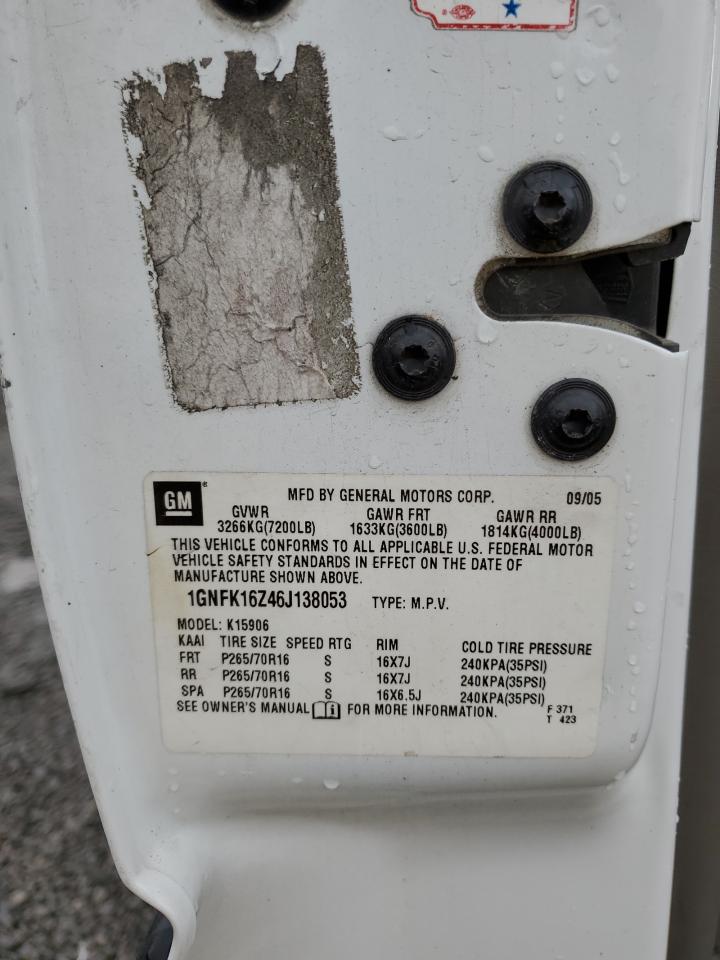 GM MFD BY GENERAL MOTORS CORP. 09/05
GVWR GAWR FRT GAWR RR
3266KG(7200LB) 1633KG(3600LB) 1814KG(4000LB)
THIS VEHICLE CONFORMS TO ALL APPLICABLE U.S. FEDERAL MOTOR
VEHICLE SAFETY STANDARDS IN EFFECT ON THE DATE OF
MANUFACTURE SHOWN ABOVE.
1GNFK16Z46J138053 TYPE: M.P.V.
MODEL: K15906
KAAI TIRE SIZE SPEED RTG RIM COLD TIRE PRESSURE
FRT P265/70R16 S 16X7J 240KPA(35PSI)
RR P265/70R16 S 16X7J 240KPA(35PSI)
SPA P265/70R16 S 16X6.5J 240KPA(35PSI)
SEE OWNER'S MANUAL i FOR MORE INFORMATION. F 371
T 423